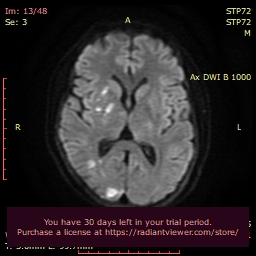 Im: 13/48
Se: 3
STP72
STP72
M
A
Ax DWI B 1000
R
L
You have 30 days left in your trial period.
Purchase a license at https://radiantviewer.com/store/